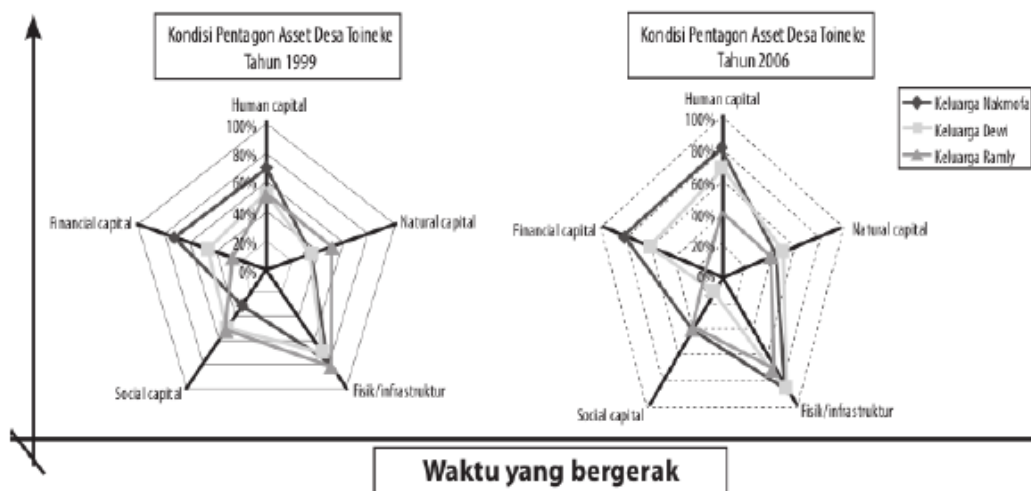 Kondisi Pentagon Asset Desa Toineke
Tahun 1999
Human capital
100%
80%
60%
40%
20%
0%
Financial capital
Natural capital
Social capital
Fisik/infrastruktur
Kondisi Pentagon Asset Desa Toineke
Tahun 2006
Human capital
100%
80%
60%
40%
20%
0%
Financial capital
Natural capital
Social capital
Fisik/infrastruktur
Keluarga Nakmofa
Keluarga Dewi
Keluarga Ramly
Waktu yang bergerak